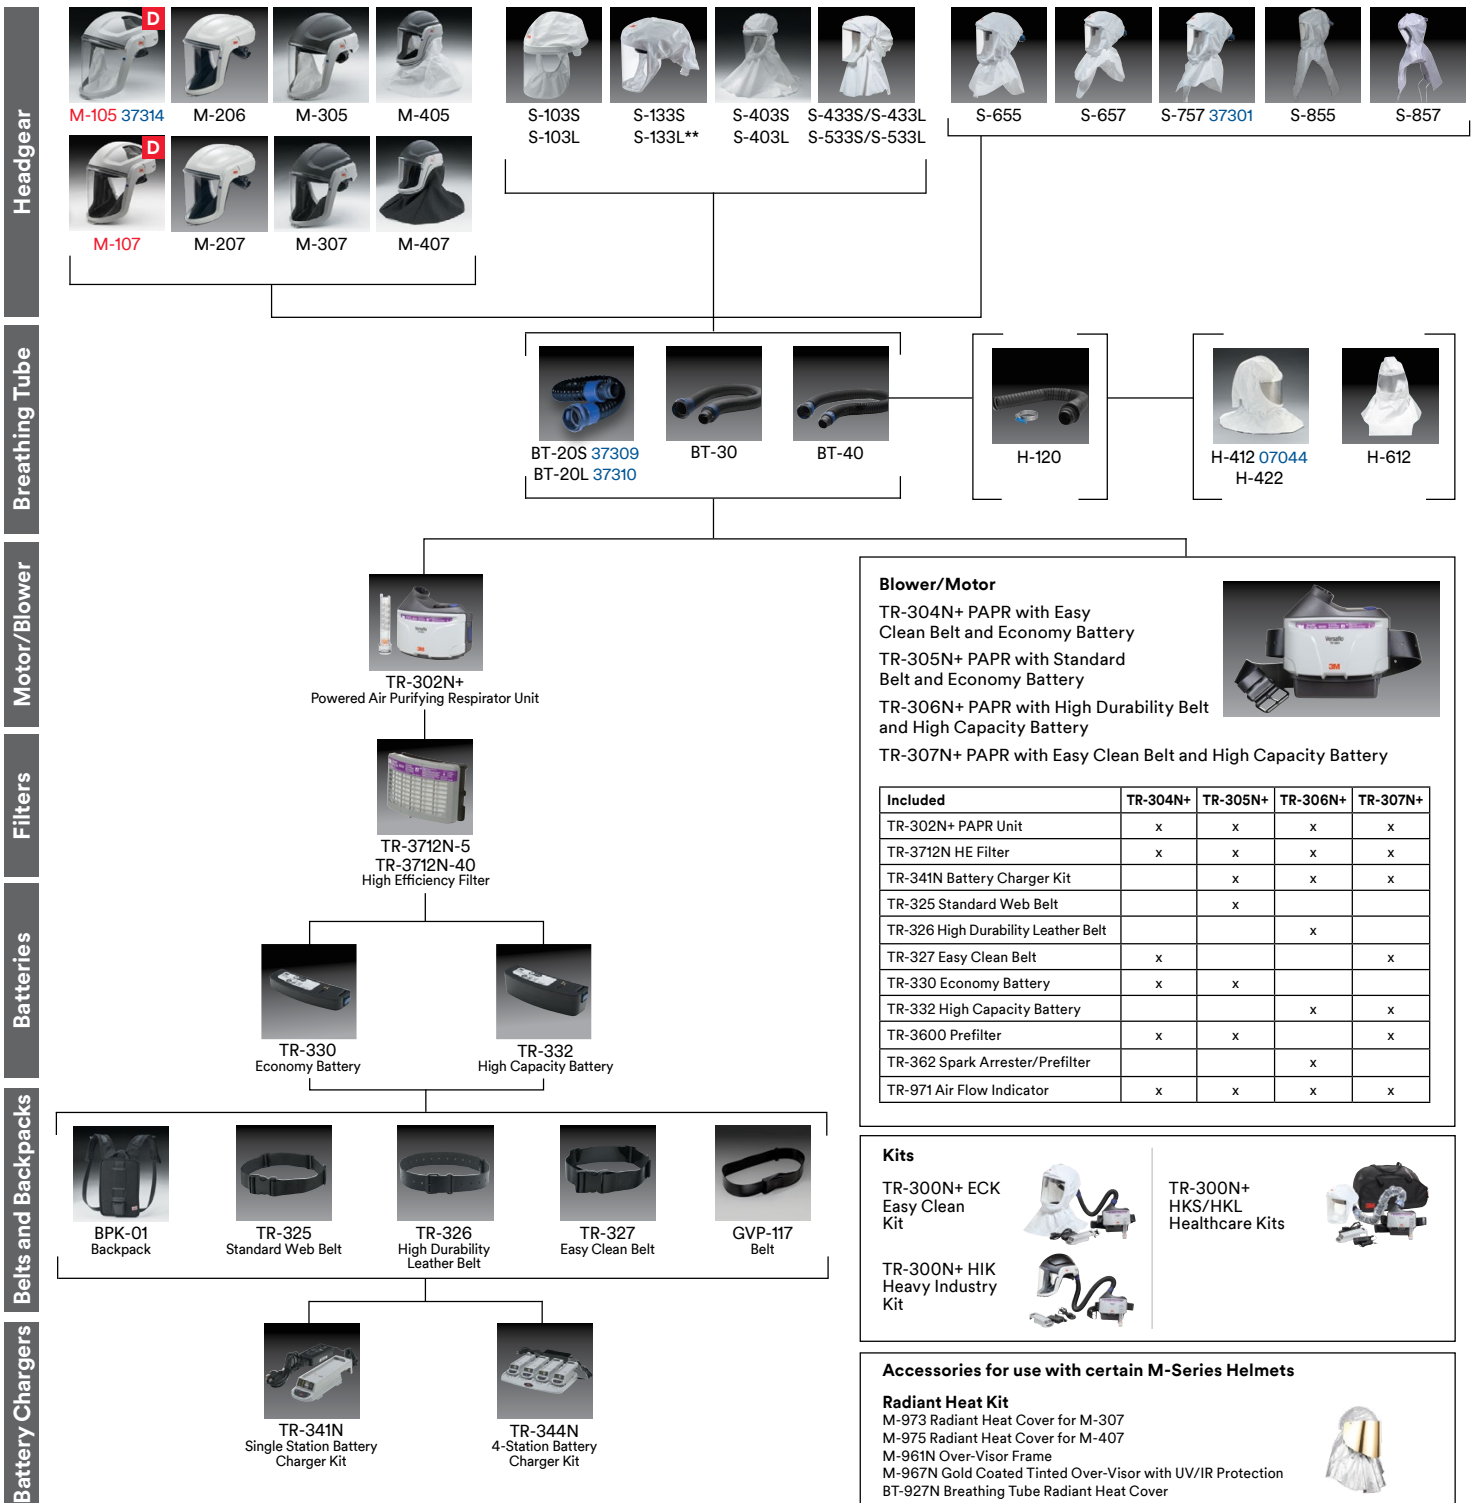 Headgear
D
M-105 37314
M-206
M-305
M-405
D
M-107
M-207
M-307
M-407
S-103S
S-103L
S-133S
S-133L**
S-403S
S-403L
S-433S/S-433L
S-533S/S-533L
S-655
S-657
S-757 37301
S-855
S-857
Breathing Tube
BT-20S 37309
BT-20L 37310
BT-30
BT-40
H-120
H-412 07044
H-422
H-612
Motor/Blower
TR-302N+
Powered Air Purifying Respirator Unit
Filters
TR-3712N-5
TR-3712N-40
High Efficiency Filter
Batteries
TR-330
Economy Battery
TR-332
High Capacity Battery
Belts and Backpacks
BPK-01
Backpack
TR-325
Standard Web Belt
TR-326
High Durability
Leather Belt
TR-327
Easy Clean Belt
GVP-117
Belt
Battery Chargers
TR-341N
Single Station Battery
Charger Kit
TR-344N
4-Station Battery
Charger Kit
Blower/Motor
TR-304N+ PAPR with Easy
Clean Belt and Economy Battery
TR-305N+ PAPR with Standard
Belt and Economy Battery
TR-306N+ PAPR with High Durability Belt
and High Capacity Battery
TR-307N+ PAPR with Easy Clean Belt and High Capacity Battery
Versaflo
3M
Included TR-304N+ TR-305N+ TR-306N+ TR-307N+
TR-302N+ PAPR Unit x x x x
TR-3712N HE Filter x x x x
TR-341N Battery Charger Kit x x x
TR-325 Standard Web Belt x
TR-326 High Durability Leather Belt x
TR-327 Easy Clean Belt x x
TR-330 Economy Battery x x
TR-332 High Capacity Battery x x
TR-3600 Prefilter x x x
TR-362 Spark Arrester/Prefilter x
TR-971 Air Flow Indicator x x x x
Kits
TR-300N+ ECK
Easy Clean
Kit
TR-300N+ HIK
Heavy Industry
Kit
TR-300N+
HKS/HKL
Healthcare Kits
Accessories for use with certain M-Series Helmets
Radiant Heat Kit
M-973 Radiant Heat Cover for M-307
M-975 Radiant Heat Cover for M-407
M-961N Over-Visor Frame
M-967N Gold Coated Tinted Over-Visor with UV/IR Protection
BT-927N Breathing Tube Radiant Heat Cover